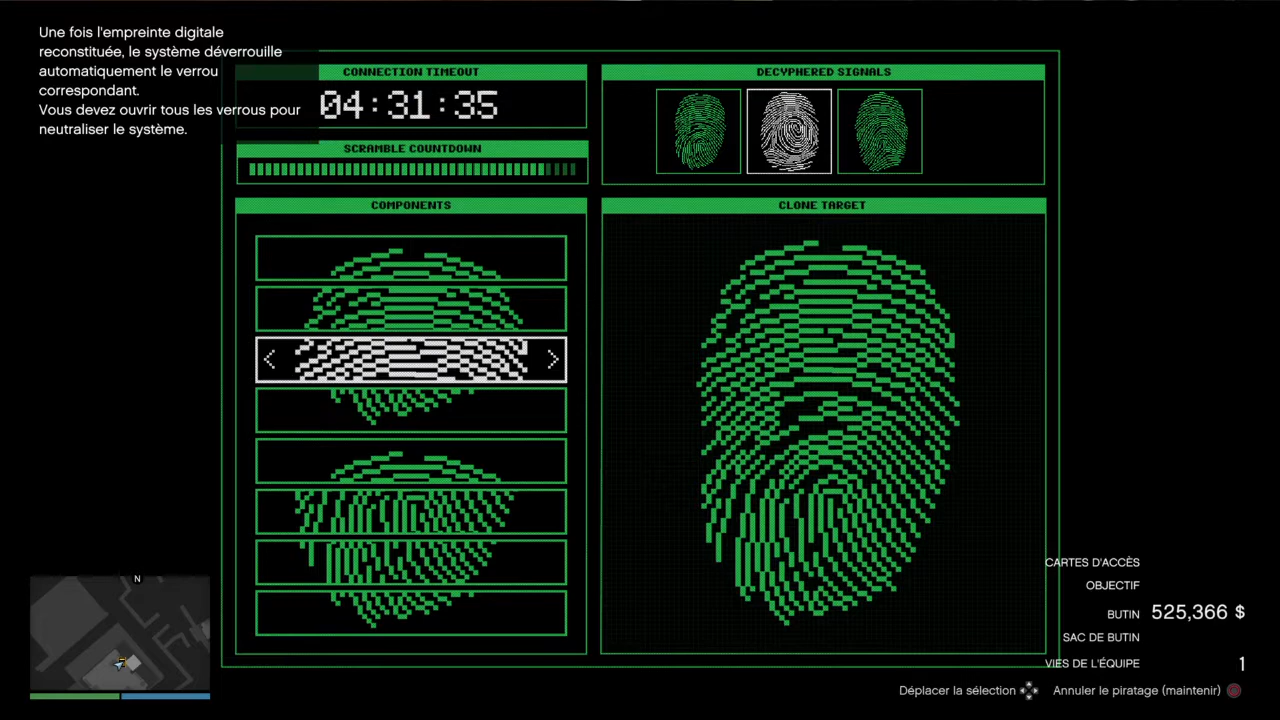 Une fois l'empreinte digitale
reconstituée, le système déverrouille
automatiquement le verrou
correspondant.
Vous devez ouvrir tous les verrous pour
neutraliser le système.
CONNECTION TIMEOUT
04:31:35
SCRAMBLE COUNTDOWN
DECYPHERED SIGNALS
COMPONENTS
CLONE TARGET
N
CARTES D'ACCÈS
OBJECTIF
BUTIN 525,366 $
SAC DE BUTIN
VIES DE L'ÉQUIPE 1
Déplacer la sélection Annuler le piratage (maintenir)